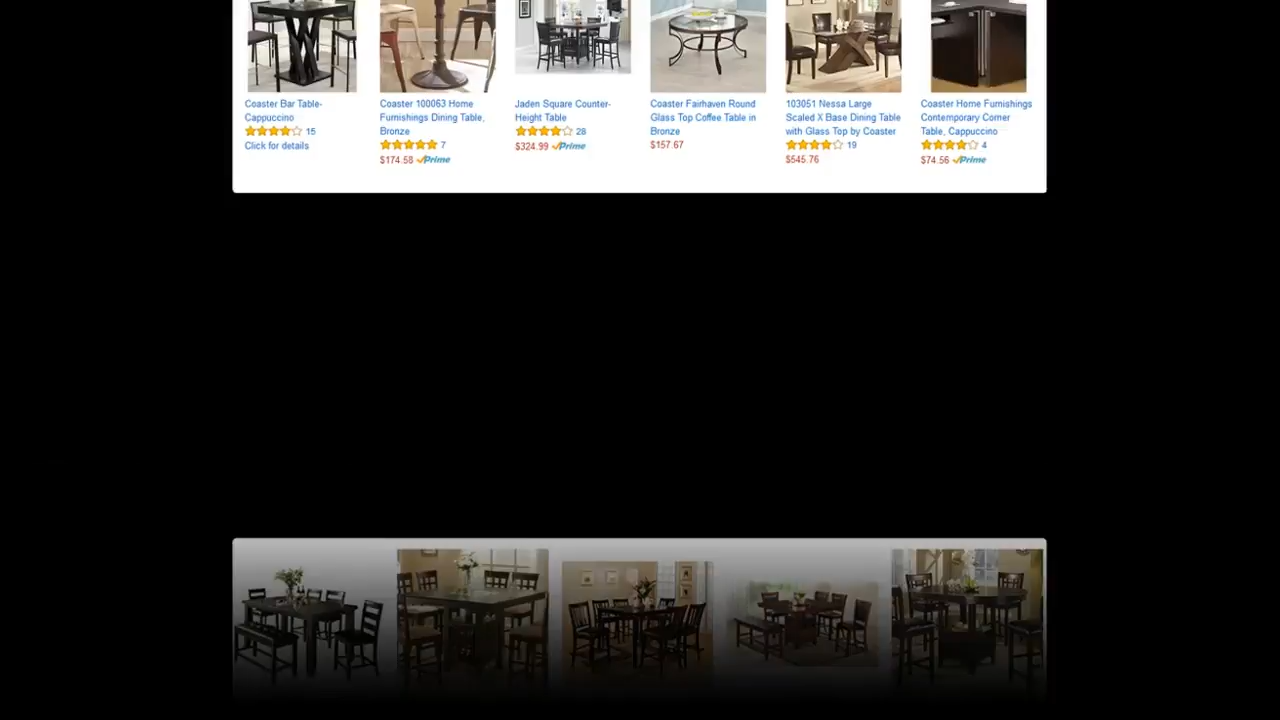 Coaster Bar Table-
Cappuccino
15
Click for details
Coaster 100063 Home
Furnishings Dining Table,
Bronze
7
$174.58 Prime
Jaden Square Counter-
Height Table
28
$324.99 Prime
Coaster Fairhaven Round
Glass Top Coffee Table in
Bronze
$157.67
103051 Nessa Large
Scaled X Base Dining Table
with Glass Top by Coaster
19
$545.76
Coaster Home Furnishings
Contemporary Corner
Table, Cappuccino
4
$74.56 Prime